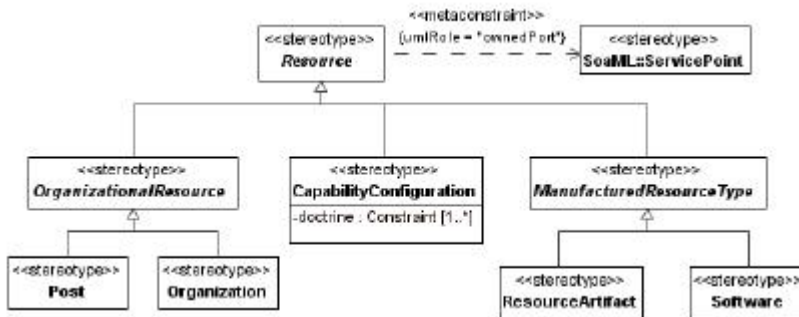 <<metaconstraint>>
<<stereotype>>
{umlRole = "ownedPort"}
<<stereotype>>
Resource
SoaML::ServicePoint
<<stereotype>>
<<stereotype>>
<<stereotype>>
OrganizationalResource
CapabilityConfiguration
ManufacturedResourceType
-doctrine : Constraint [1..*]
<<stereotype>>
<<stereotype>>
<<stereotype>>
<<stereotype>>
Post
Organization
ResourceArtifact
Software